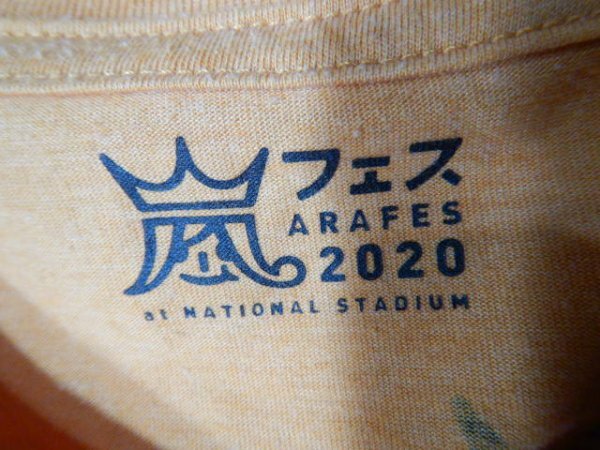 嵐フェス
ARAFES
2020
at NATIONAL STADIUM